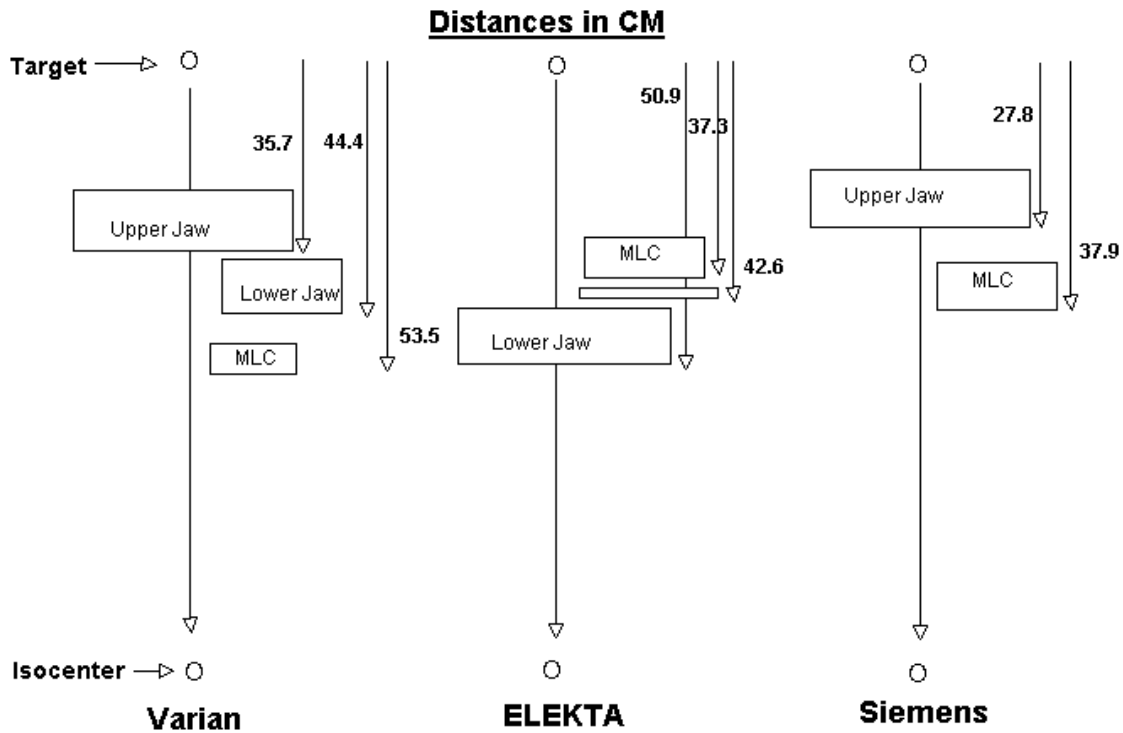 Distances in CM
Target
35.7
44.4
53.5
Upper Jaw
Lower Jaw
MLC
50.9
37.3
42.6
MLC
Lower Jaw
27.8
37.9
Upper Jaw
MLC
Isocenter
Varian
ELEKTA
Siemens